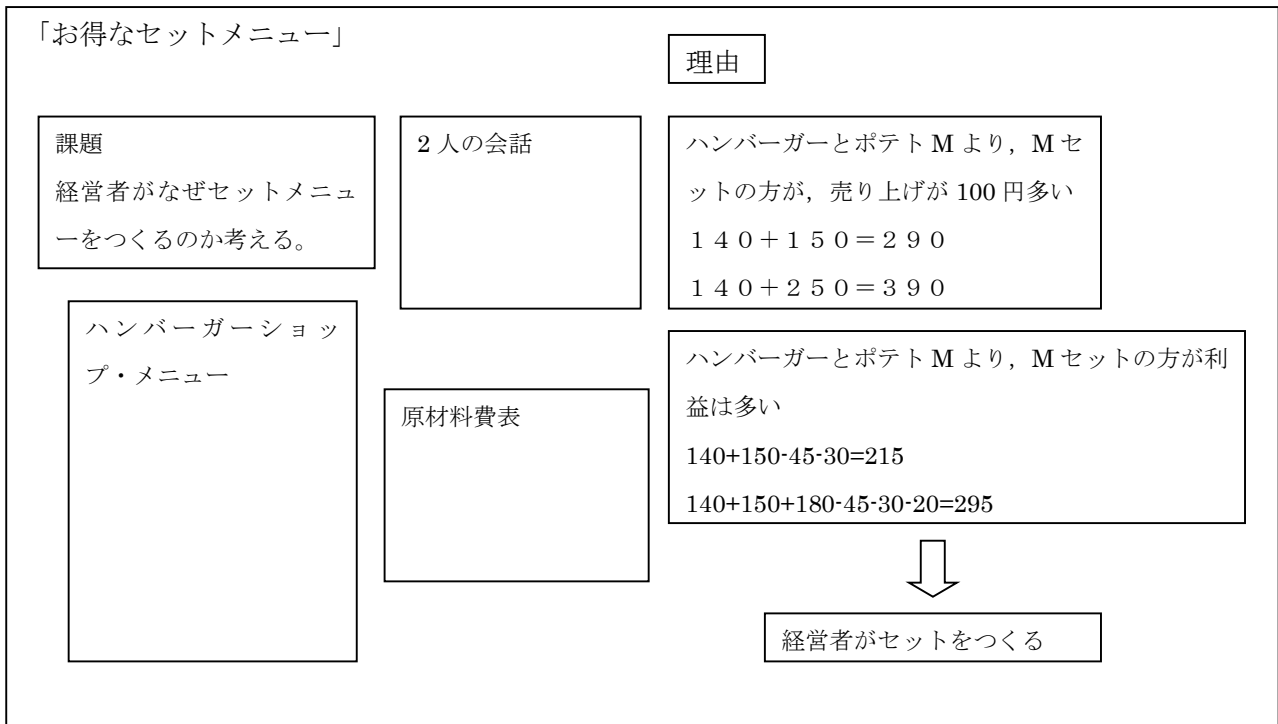 「お得なセットメニュー」
理由
課題
経営者がなぜセットメニュ
ーをつくるのか考える。
2 人の会話
ハンバーガーとポテト M より，M セ
ットの方が，売り上げが 100 円多い
１４０＋１５０＝２９０
１４０＋２５０＝３９０
ハンバーガーショッ
プ・メニュー
原材料費表
ハンバーガーとポテト M より，M セットの方が利
益は多い
140+150-45-30=215
140+150+180-45-30-20=295
経営者がセットをつくる